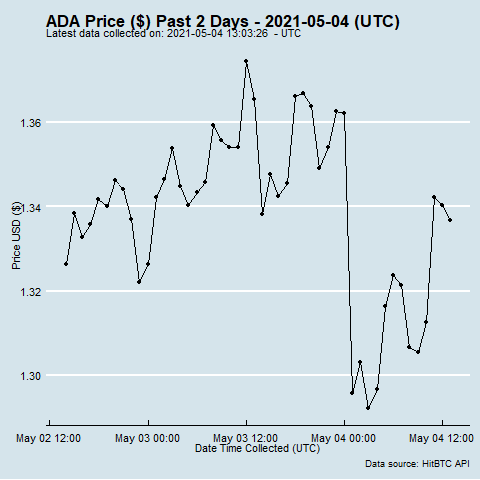 ADA Price ($) Past 2 Days - 2021-05-04 (UTC)
Latest data collected on: 2021-05-04 13:03:26 - UTC
Price USD ($)
1.36
1.34
1.32
1.30
May 02 12:00
May 03 00:00
May 03 12:00
May 04 00:00
May 04 12:00
Date Time Collected (UTC)
Data source: HitBTC API